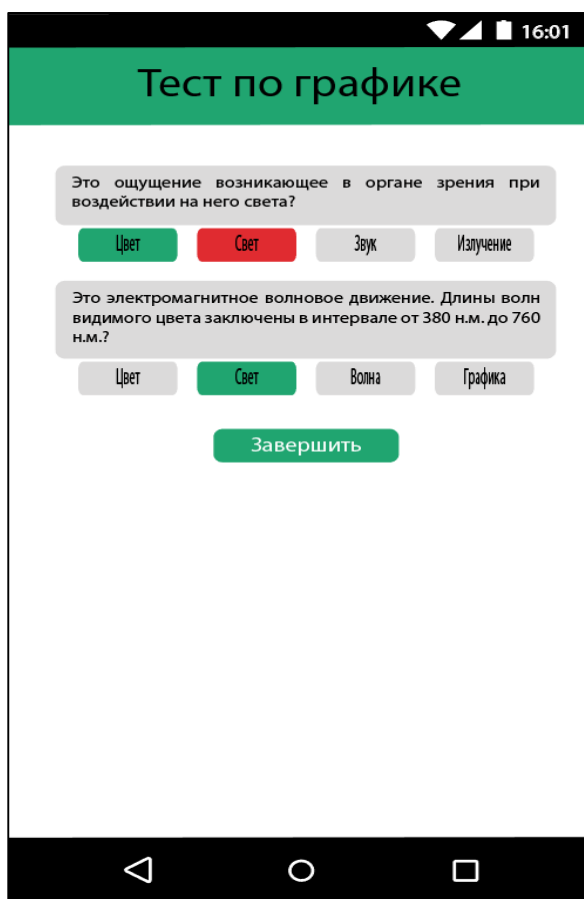 16:01
Тест по графике
Это ощущение возникающее в органе зрения при
воздействии на него света?
Цвет Свет Звук Излучение
Это электромагнитное волновое движение. Длины волн
видимого цвета заключены в интервале от 380 н.м. до 760
н.м.?
Цвет Свет Волна Графика
Завершить